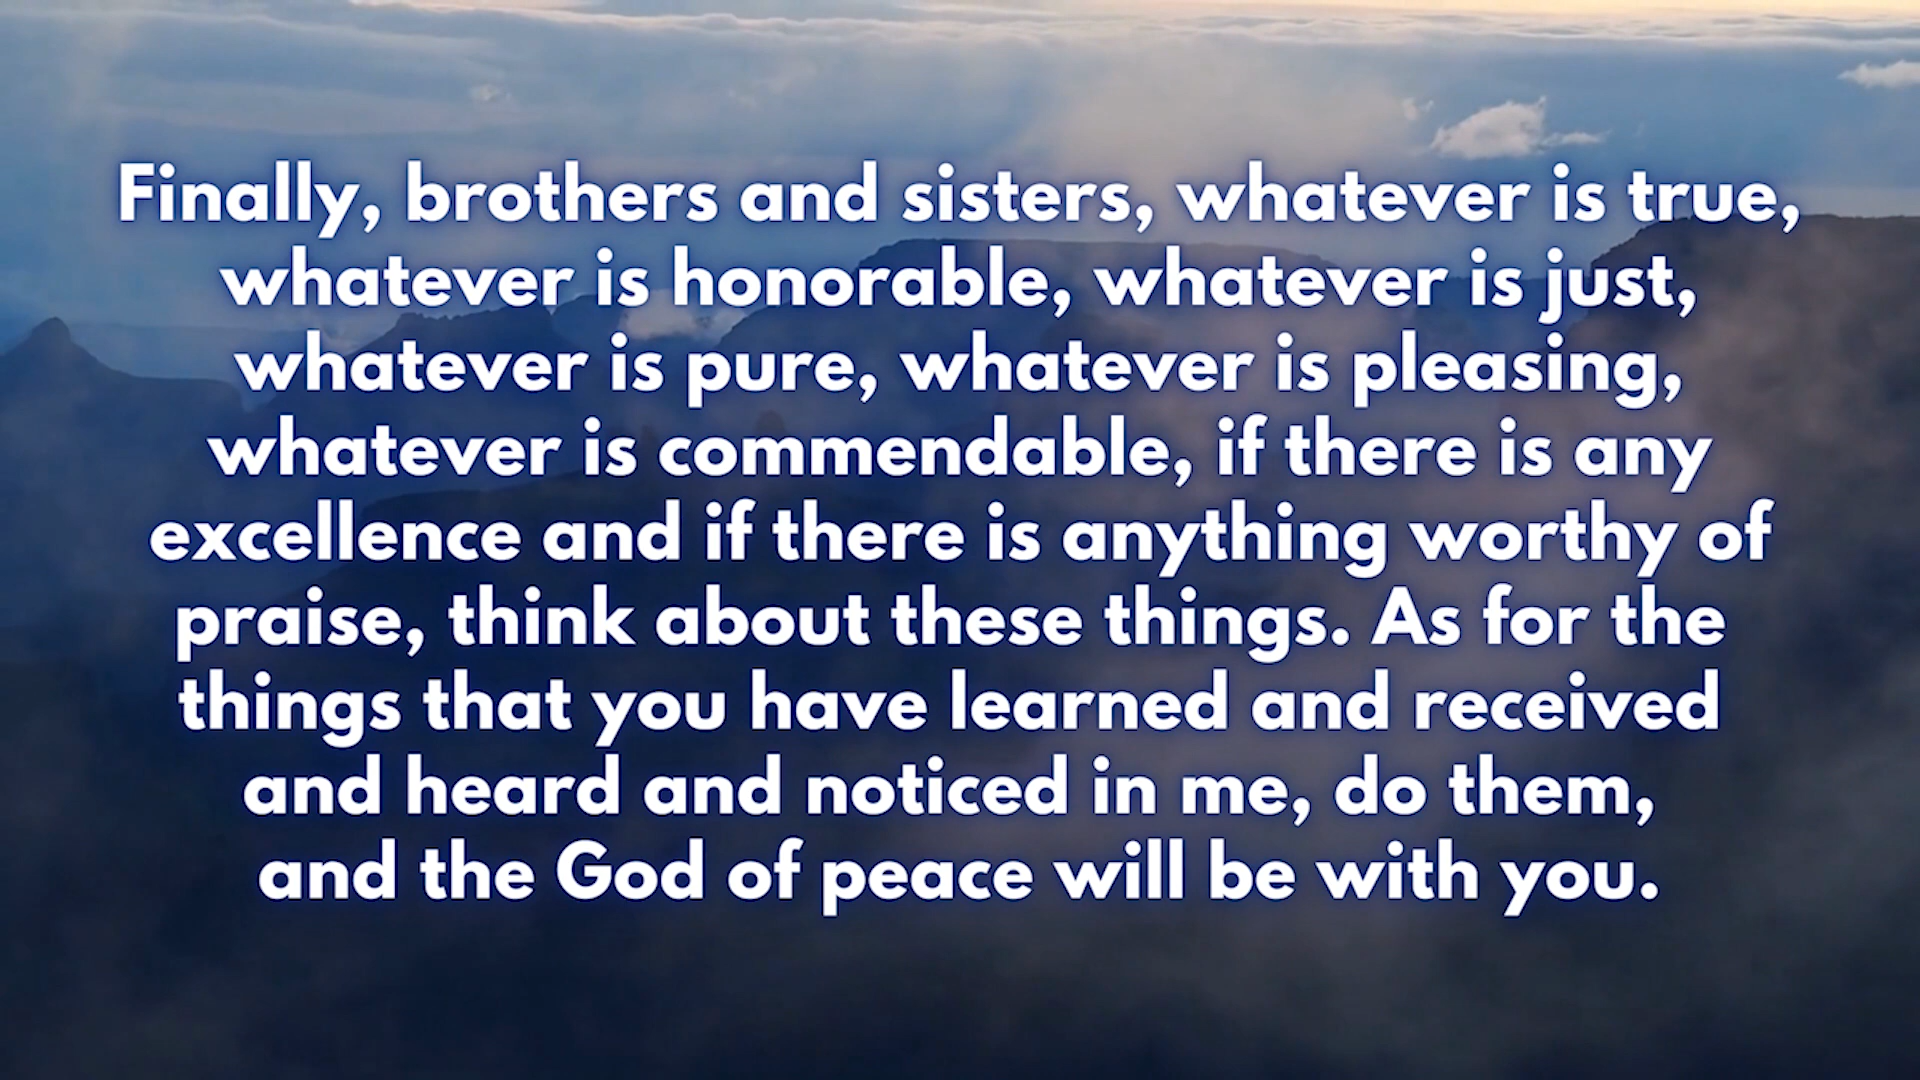 Finally, brothers and sisters, whatever is true,
whatever is honorable, whatever is just,
whatever is pure, whatever is pleasing,
whatever is commendable, if there is any
excellence and if there is anything worthy of
praise, think about these things. As for the
things that you have learned and received
and heard and noticed in me, do them,
and the God of peace will be with you.